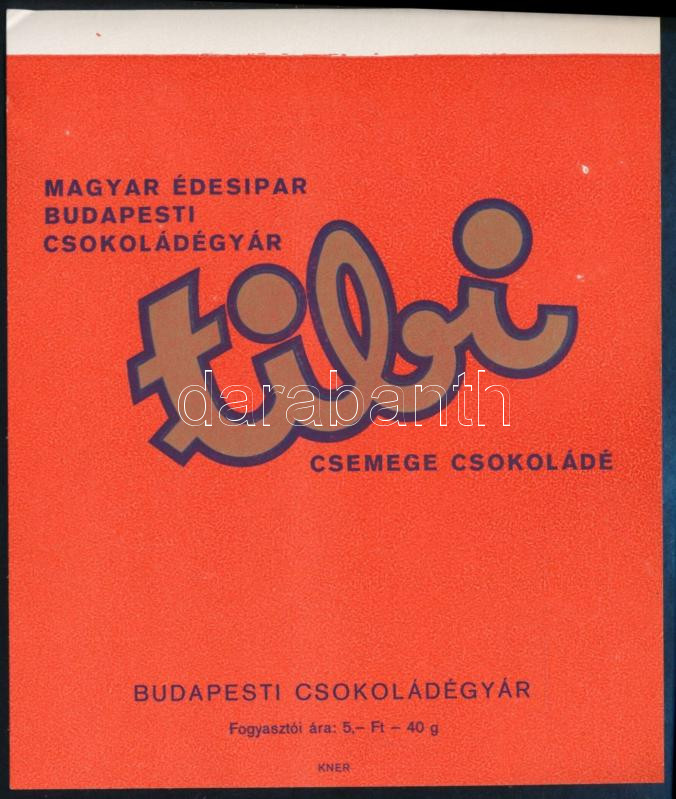 MAGYAR ÉDESIPAR
BUDAPESTI
CSOKOLÁDÉGYÁR
tibi
darabanth
CSEMEGE CSOKOLÁDÉ
BUDAPESTI CSOKOLÁDÉGYÁR
Fogyasztói ára: 5,– Ft – 40 g
KNER